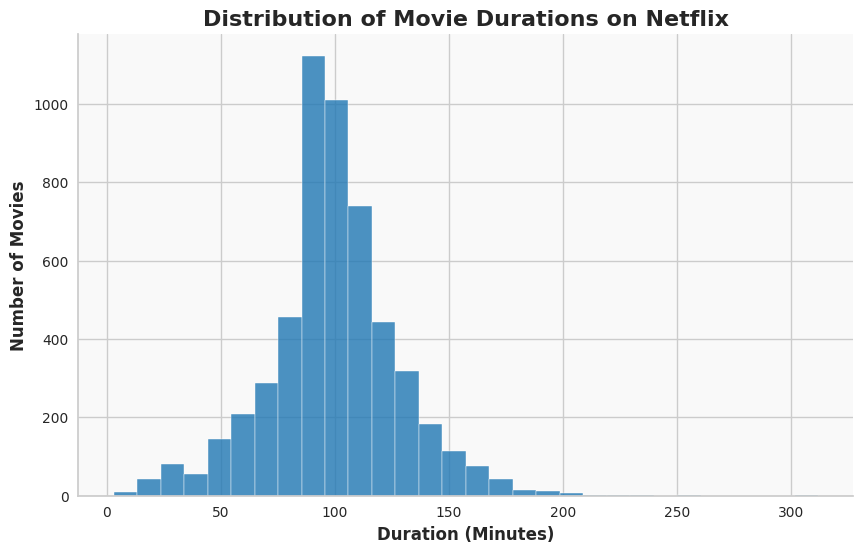 Distribution of Movie Durations on Netflix
Number of Movies
1000
800
600
400
200
0
0 50 100 150 200 250 300
Duration (Minutes)